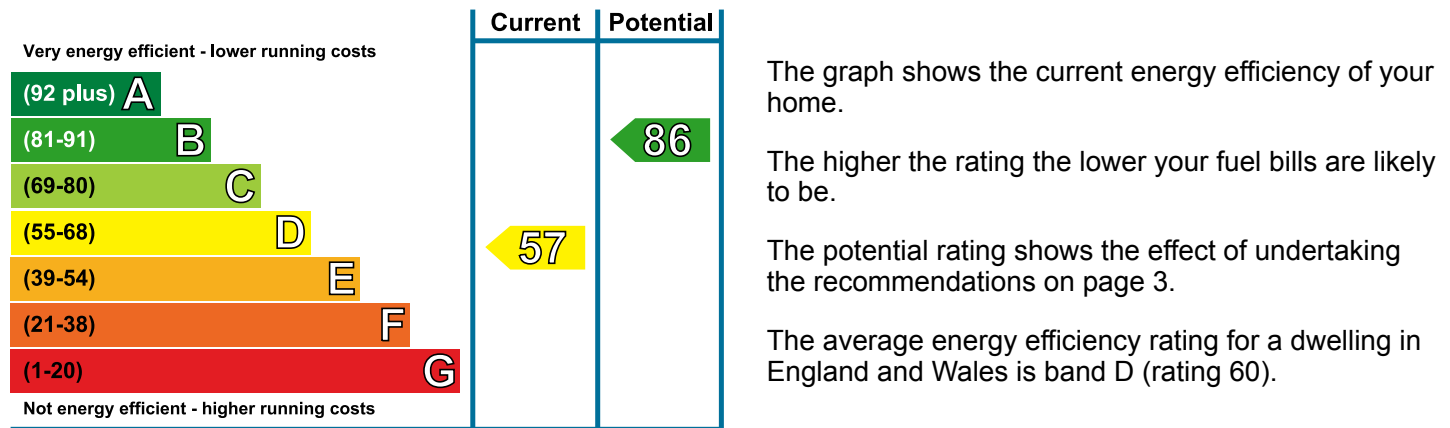 Current Potential
Very energy efficient - lower running costs
(92 plus) A
(81-91) B
86
(69-80) C
(55-68) D
57
(39-54) E
(21-38) F
(1-20) G
Not energy efficient - higher running costs
The graph shows the current energy efficiency of your
home.
The higher the rating the lower your fuel bills are likely
to be.
The potential rating shows the effect of undertaking
the recommendations on page 3.
The average energy efficiency rating for a dwelling in
England and Wales is band D (rating 60).